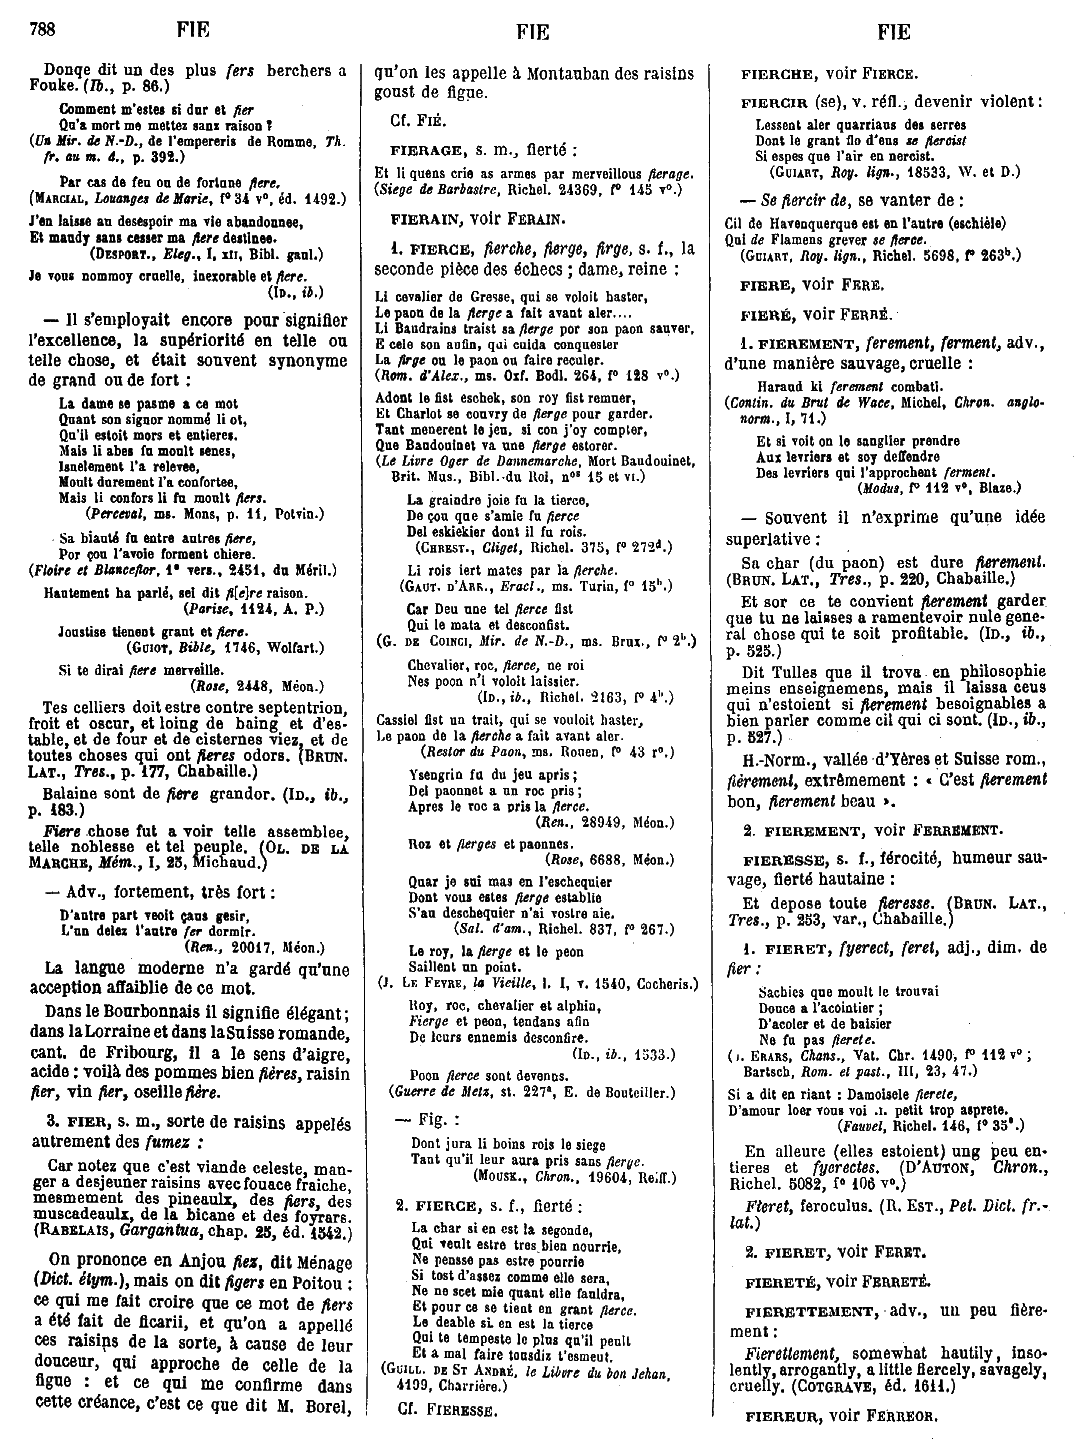 788 FIE FIE FIE
Donqe dit un des plus fers berchers a
Fouke. (Ib., p. 86.)
Comment m'estes si dur et fier
Qu'a mort me mettez sanz raison ?
(Un Mir. de N.-D., de l'empereris de Romme, Th.
fr. au m. â., p. 392.)
Par cas de feu ou de fortune fiere.
(MARCIAL, Louanges de Marie, f° 34 v°, éd. 1492.)
J'en laisse au desespoir ma vie abandonnee,
Et maudy sans cesser ma fiere destinee.
(DESPORT., Eleg., I, XII, Bibl. gaul.)
Je vous nommoy cruelle, inexorable et fiere.
(ID., ib.)
— Il s'employait encore pour signifier
l'excellence, la supériorité en telle ou
telle chose, et était souvent synonyme
de grand ou de fort :
La dame se pasme a ce mot
Quant son signor nommé li ot,
Qu'il estoit mors et entieres.
Mais li abes fu moult senes,
Isnelement l'a relevee,
Moult durement l'a confortee,
Mais li confors li fu moult fiers.
(Perceval, ms. Mons, p. 11, Potvin.)
Sa biauté fu entre autres fiere,
Por çou l'avoie forment chiere.
(Floire et Blanceflor, 1e vers., 2451, du Méril.)
Hautement ha parlé, sel dit fi[e]re raison.
(Parise, 1124, A. P.)
Joustise tienent grant et fiere.
(GUIOT, Bible, 1746, Wolfart.)
Si te dirai fiere merveille.
(Rose, 2448, Méon.)
Tes celliers doit estre contre septentrion,
froit et oscur, et loing de baing et d'es-
table, et de four et de cisternes viez, et de
toutes choses qui ont fieres odors. (BRUN.
LAT., Tres., p. 177, Chabaille.)
Balaine sont de fiere grandor. (ID., ib.,
p. 183.)
Fiere chose fut a voir telle assemblee,
telle noblesse et tel peuple. (OL. DE LA
MARCHE, Mém., I, 25, Michaud.)
— Adv., fortement, très fort :
D'autre part veoit çaus gesir,
L'un delez l'autre fer dormir.
(Ren., 20017, Méon.)
La langue moderne n'a gardé qu'une
acception affaiblie de ce mot.
Dans le Bourbonnais il signifie élégant ;
dans la Lorraine et dans la Suisse romande,
cant. de Fribourg, il a le sens d'aigre,
acide : voilà des pommes bien fières, raisin
fier, vin fier, oseille fière.
3. FIER, s. m., sorte de raisins appelés
autrement des fumez :
Car notez que c'est viande celeste, man-
ger a desjeuner raisins avec fouace fraiche,
mesmement des pineaulx, des fiers, des
muscadeaulx, de la bicane et des foyrars.
(RABELAIS, Gargantua, chap. 25, éd. 1542.)
On prononce en Anjou fiez, dit Ménage
(Dict. étym.), mais on dit figers en Poitou :
ce qui me fait croire que ce mot de fiers
a été fait de ficarii, et qu'on a appellé
ces raisins de la sorte, à cause de leur
douceur, qui approche de celle de la
figue : et ce qui me confirme dans
cette créance, c'est ce que dit M. Borel,
qu'on les appelle à Montauban des raisins
goust de figue.
Cf. FIÉ.
FIERAGE, s. m., fierté :
Et li quens crie as armes par merveillous fierage.
(Siege de Barbastre, Richel. 24369, f° 145 v°.)
FIERAIN, voir FERAIN.
1. FIERCE, fierche, fierge, firge, s. f., la
seconde pièce des échecs ; dame, reine :
Li cevalier de Gresse, qui se voloit haster,
Le paon de la fierge a fait avant aler....
Li Baudrains traist sa fierge por son paon sauver,
E cele son aufin, qui cuida conquester
La firge ou le paon ou faire reculer.
(Rom. d'Alex., ms. Oxf. Bodl. 264, f° 128 v°.)
Adont le fist eschek, son roy fist remuer,
Et Charlot se couvry de fierge pour garder.
Tant menerent le jeu, si con j'oy compter,
Que Baudouinet va une fierge estorer.
(Le Livre Oger de Dannemarche, Mort Baudouinet,
Brit. Mus., Bibl. du Roi, nos 15 et VI.)
La graindre joie fu la tierce,
De çou que s'amie fu fierce
Del eskiekier dont il fu rois.
(CHREST., Cliget, Richel. 375, f° 272d.)
Li rois iert mates par la fierche.
(GAUT. D'ARR., Eracl., ms. Turin, f° 15b.)
Car Deu une tel fierce fist
Qui le mata et desconfist.
(G. DE COINCI, Mir. de N.-D., ms. Brux., f° 2b.)
Chevalier, roc, fierce, ne roi
Nes poon n'i voloit laissier.
(ID., ib., Richel. 2163, f° 4b.)
Cassiel fist un trait, qui se vouloit haster,
Le paon de la fierche a fait avant aler.
(Restor du Paon, ms. Rouen, f° 43 r°.)
Ysengrin fu du jeu apris ;
Del paonnet a un roc pris ;
Apres le roc a pris la fierce.
(Ren., 28949, Méon.)
Roz et fierges et paonnes.
(Rose, 6688, Méon.)
Quar je sui mas en l'eschequier
Dont vous estes fierge establie
S'au deschequier n'ai vostre aie.
(Sal. d'am., Richel. 837, f° 267.)
Le roy, la fierge et le peon
Saillent un point.
(J. LE FEVRE, la Vieille, l. I, v. 1540, Cocheris.)
Roy, roc, chevalier et alphin,
Fierge et peon, tendans afin
De leurs ennemis desconfire.
(ID., ib., 1533.)
Poon fierce sont devenus.
(Guerre de Metz, st. 227a, E. de Bouteiller.)
— Fig. :
Dont jura li boins rois le siege
Tant qu'il leur aura pris sans fierge.
(MOUSK., Chron., 19604, Reiff.)
2. FIERCE, s. f., fierté :
La char si en est la segonde,
Qui veult estre tres bien nourrie,
Ne pensse pas estre pourrie
Si tost d'assez comme elle sera,
Ne ne scet mie quant elle fauldra,
Et pour ce se tient en grant fierce.
Le deable si en est la tierce
Qui te tempeste le plus qu'il peult
Et a mal faire tousdiz t'esmeut.
(GUILL. DE ST ANDRÉ, le Libvre du bon Jehan,
4199, Charrière.)
Cf. FIERESSE.
FIERCHE, voir FIERCE.
FIERCIR (se), v. réfl., devenir violent :
Lessent aler quarriaus des serres
Dont le grant flo d'eus se fiercist
Si espes que l'air en nercist.
(GUIART, Roy. lign., 18533, W. et D.)
— Se fiercir de, se vanter de :
Cil de Havenquerque est en l'autre (eschièle)
Qui de Flamens grever se fierce.
(GUIART, Roy. lign., Richel. 5698, f° 263b.)
FIERE, voir FERE.
FIERÉ, voir FERRÉ.
1. FIEREMENT, ferement, ferment, adv.,
d'une manière sauvage, cruelle :
Haraud ki ferement combati.
(Contin. du Brut de Wace, Michel, Chron. anglo-
norm., I, 71.)
Et si voit on le sanglier prendre
Aux levriers et soy deffendre
Des levriers qui l'approchent ferment.
(Modus, f° 112 v°, Blaze.)
— Souvent il n'exprime qu'une idée
superlative :
Sa char (du paon) est dure fierement.
(BRUN. LAT., Tres., p. 220, Chabaille.)
Et sor ce te convient fierement garder
que tu ne laisses a ramentevoir nule gene-
ral chose qui te soit profitable. (ID., ib.,
p. 525.)
Dit Tulles que il trova en philosophie
meins enseignemens, mais il laissa ceus
qui n'estoient si fierement besoignables a
bien parler comme cil qui ci sont. (ID., ib.,
p. 527.)
H.-Norm., vallée d'Yères et Suisse rom.,
fièrement, extrêmement : « C'est fierement
bon, fierement beau ».
2. FIEREMENT, voir FERREMENT.
FIERESSE, s. f., férocité, humeur sau-
vage, fierté hautaine :
Et depose toute fieresse. (BRUN. LAT.,
Tres., p. 253, var., Chabaille.)
1. FIERET, fyerect, feret, adj., dim. de
fier :
Sachies que moult le trouvai
Douce a l'acointier ;
D'acoler et de baisier
Ne fu pas fierete.
(J. ERARS, Chans., Vat. Chr. 1490, f° 112 v° ;
Bartsch, Rom. et past., III, 23, 47.)
Si a dit en riant : Damoisele fierete,
D'amour loer vous voi .I. petit trop asprete.
(Fauvel, Richel. 146, f° 35a.)
En alleure (elles estoient) ung peu en-
tieres et fyerectes. (D'AUTON, Chron.,
Richel. 5082, f° 106 v°.)
Fieret, feroculus. (R. EST., Pet. Dict. fr.-
lat.)
2. FIERET, voir FERET.
FIERETÉ, voir FERRETÉ.
FIERETTEMENT, adv., un peu fière-
ment :
Fierettement, somewhat hautily, inso-
lently, arrogantly, a little fiercely, savagely,
cruelly. (COTGRAVE, éd. 1611.)
FIEREUR, voir FERREOR.